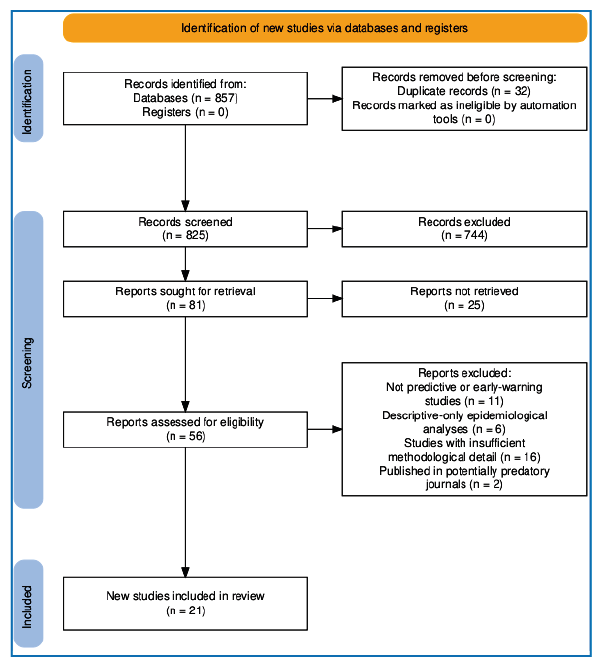 Identification of new studies via databases and registers
Identification
Records identified from:
Databases (n = 857)
Registers (n = 0)
Records removed before screening:
Duplicate records (n = 32)
Records marked as ineligible by automation
tools (n = 0)
Screening
Records screened
(n = 825)
Records excluded
(n = 744)
Reports sought for retrieval
(n = 81)
Reports not retrieved
(n = 25)
Reports assessed for eligibility
(n = 56)
Reports excluded:
Not predictive or early-warning
studies (n = 11)
Descriptive-only epidemiological
analyses (n = 6)
Studies with insufficient
methodological detail (n = 16)
Published in potentially predatory
journals (n = 2)
Included
New studies included in review
(n = 21)